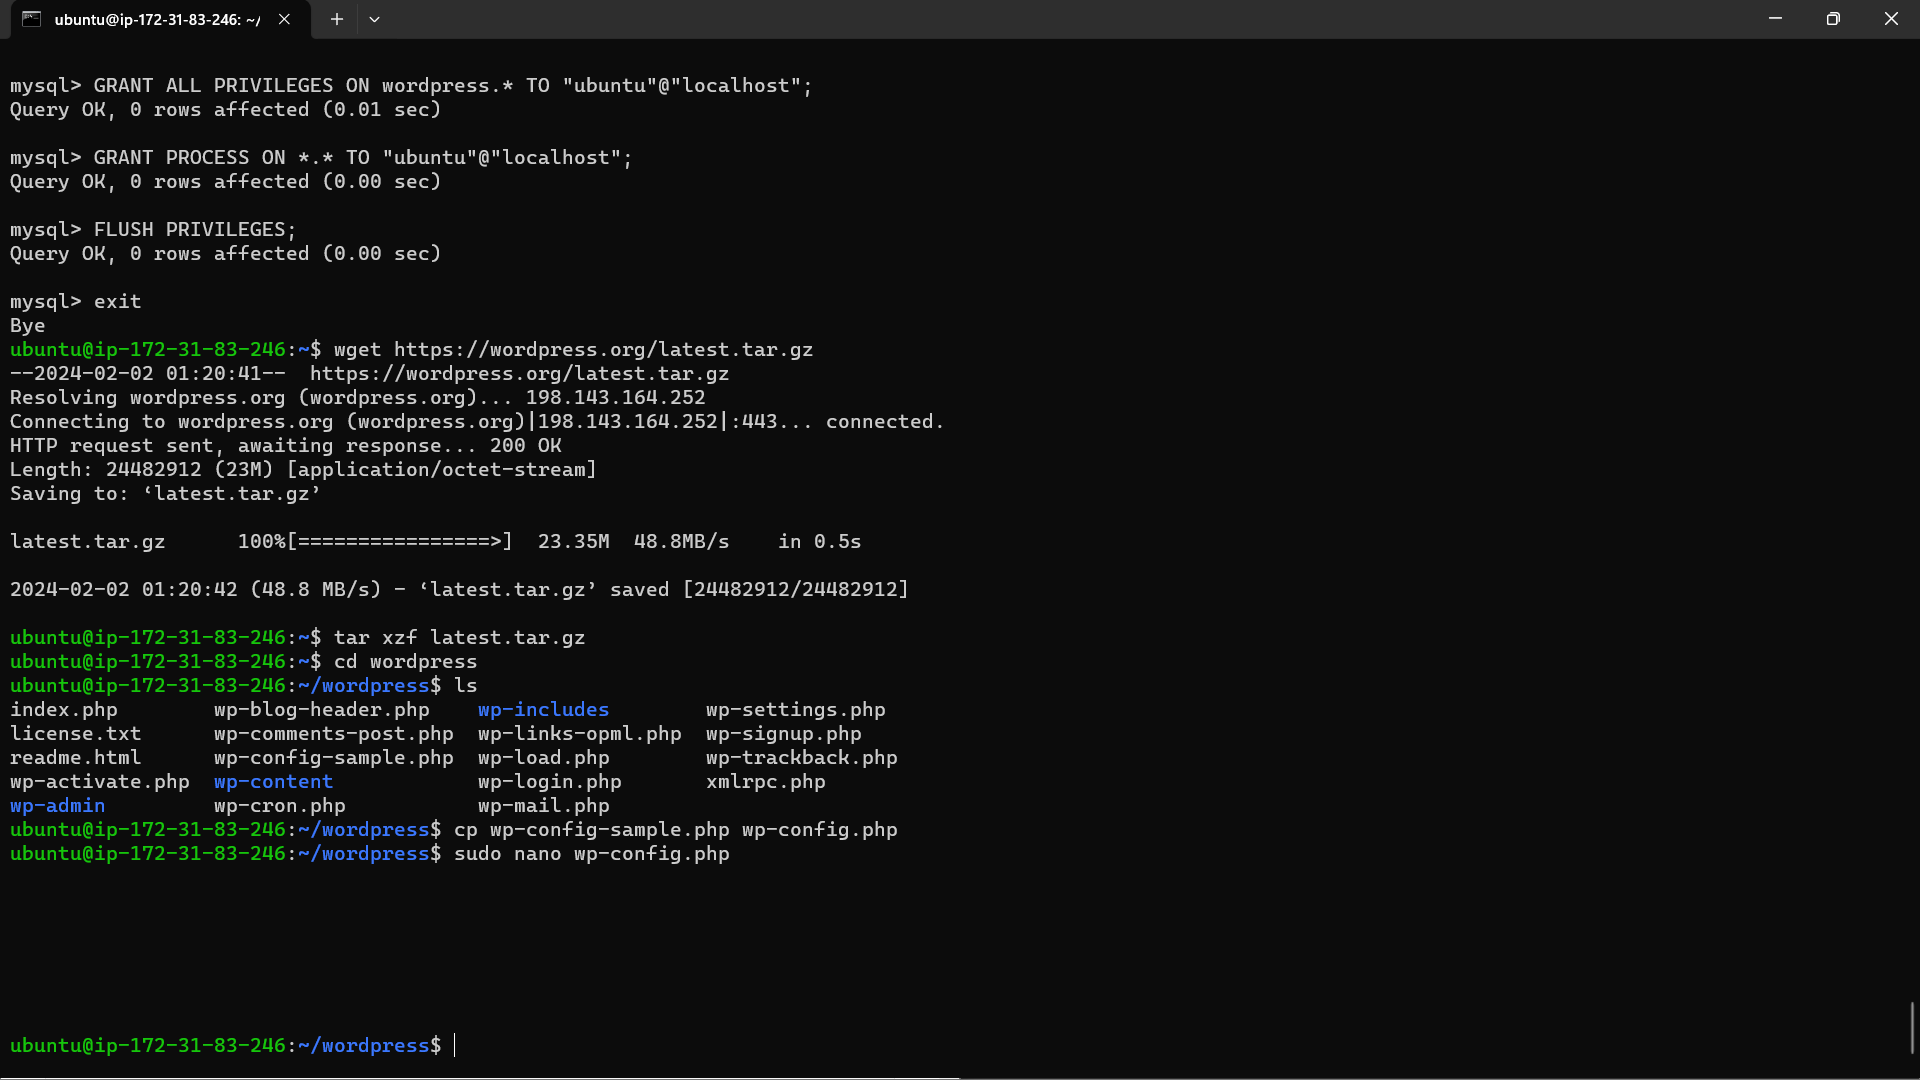 ubuntu@ip-172-31-83-246: ~/
mysql> GRANT ALL PRIVILEGES ON wordpress.* TO "ubuntu"@"localhost";
Query OK, 0 rows affected (0.01 sec)
mysql> GRANT PROCESS ON *.* TO "ubuntu"@"localhost";
Query OK, 0 rows affected (0.00 sec)
mysql> FLUSH PRIVILEGES;
Query OK, 0 rows affected (0.00 sec)
mysql> exit
Bye
ubuntu@ip-172-31-83-246:~$ wget https://wordpress.org/latest.tar.gz
--2024-02-02 01:20:41--  https://wordpress.org/latest.tar.gz
Resolving wordpress.org (wordpress.org)... 198.143.164.252
Connecting to wordpress.org (wordpress.org)|198.143.164.252|:443... connected.
HTTP request sent, awaiting response... 200 OK
Length: 24482912 (23M) [application/octet-stream]
Saving to: ‘latest.tar.gz’
latest.tar.gz      100%[================>]  23.35M  48.8MB/s    in 0.5s
2024-02-02 01:20:42 (48.8 MB/s) - ‘latest.tar.gz’ saved [24482912/24482912]
ubuntu@ip-172-31-83-246:~$ tar xzf latest.tar.gz
ubuntu@ip-172-31-83-246:~$ cd wordpress
ubuntu@ip-172-31-83-246:~/wordpress$ ls
index.php        wp-blog-header.php    wp-includes        wp-settings.php
license.txt      wp-comments-post.php  wp-links-opml.php  wp-signup.php
readme.html      wp-config-sample.php  wp-load.php        wp-trackback.php
wp-activate.php  wp-content            wp-login.php       xmlrpc.php
wp-admin         wp-cron.php           wp-mail.php
ubuntu@ip-172-31-83-246:~/wordpress$ cp wp-config-sample.php wp-config.php
ubuntu@ip-172-31-83-246:~/wordpress$ sudo nano wp-config.php
ubuntu@ip-172-31-83-246:~/wordpress$